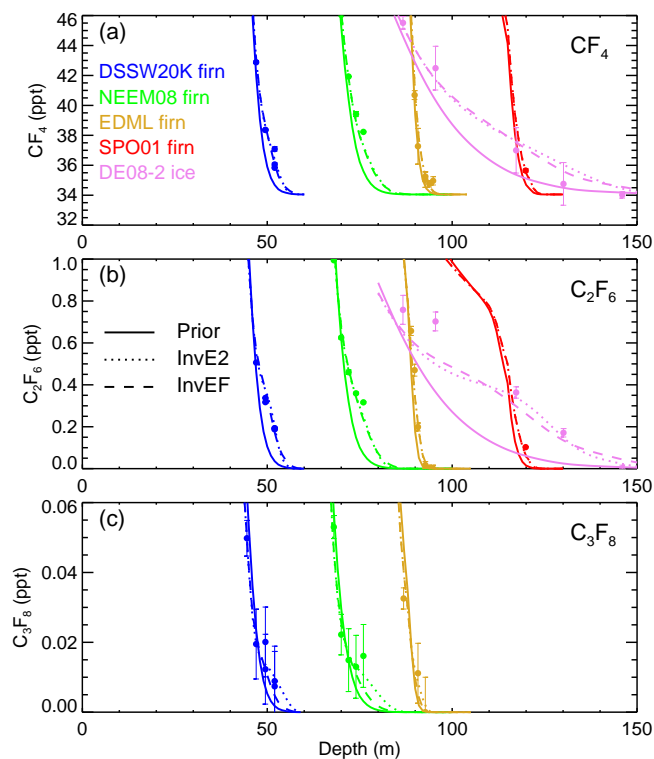 (a)
CF4
DSSW20K firn
NEEM08 firn
EDML firn
SPO01 firn
DE08-2 ice
CF4 (ppt)
46
44
42
40
38
36
34
32
0
50
100
150
(b)
C2F6
Prior
InvE2
InvEF
C2F6 (ppt)
1.0
0.8
0.6
0.4
0.2
0.0
0
50
100
150
(c)
C3F8
C3F8 (ppt)
0.06
0.04
0.02
0.00
0
50
100
150
Depth (m)